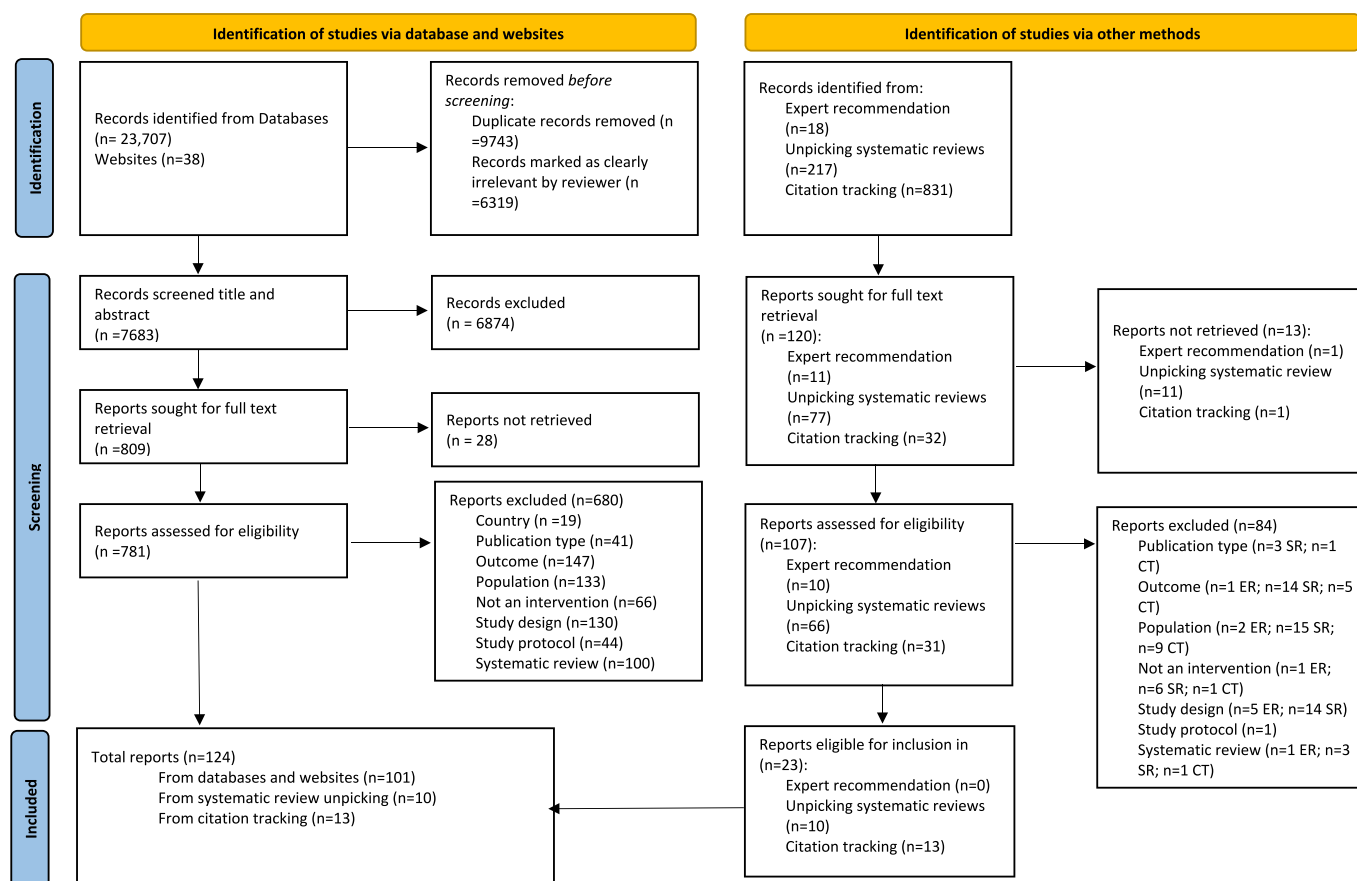 Identification of studies via database and websites
Identification of studies via other methods
Identification
Records identified from Databases
(n= 23,707)
Websites (n=38)
Records removed before
screening:
Duplicate records removed (n
=9743)
Records marked as clearly
irrelevant by reviewer (n
=6319)
Records identified from:
Expert recommendation
(n=18)
Unpicking systematic reviews
(n=217)
Citation tracking (n=831)
Screening
Records screened title and
abstract
(n =7683)
Records excluded
(n = 6874)
Reports sought for full text
retrieval
(n =809)
Reports not retrieved
(n = 28)
Reports assessed for eligibility
(n =781)
Reports excluded (n=680)
Country (n =19)
Publication type (n=41)
Outcome (n=147)
Population (n=133)
Not an intervention (n=66)
Study design (n=130)
Study protocol (n=44)
Systematic review (n=100)
Reports sought for full text
retrieval
(n =120):
Expert recommendation
(n=11)
Unpicking systematic reviews
(n=77)
Citation tracking (n=32)
Reports not retrieved (n=13):
Expert recommendation (n=1)
Unpicking systematic review
(n=11)
Citation tracking (n=1)
Reports assessed for eligibility
(n=107):
Expert recommendation
(n=10)
Unpicking systematic reviews
(n=66)
Citation tracking (n=31)
Reports excluded (n=84)
Publication type (n=3 SR; n=1
CT)
Outcome (n=1 ER; n=14 SR; n=5
CT)
Population (n=2 ER; n=15 SR;
n=9 CT)
Not an intervention (n=1 ER;
n=6 SR; n=1 CT)
Study design (n=5 ER; n=14 SR)
Study protocol (n=1)
Systematic review (n=1 ER; n=3
SR; n=1 CT)
Included
Total reports (n=124)
From databases and websites (n=101)
From systematic review unpicking (n=10)
From citation tracking (n=13)
Reports eligible for inclusion in
(n=23):
Expert recommendation (n=0)
Unpicking systematic reviews
(n=10)
Citation tracking (n=13)